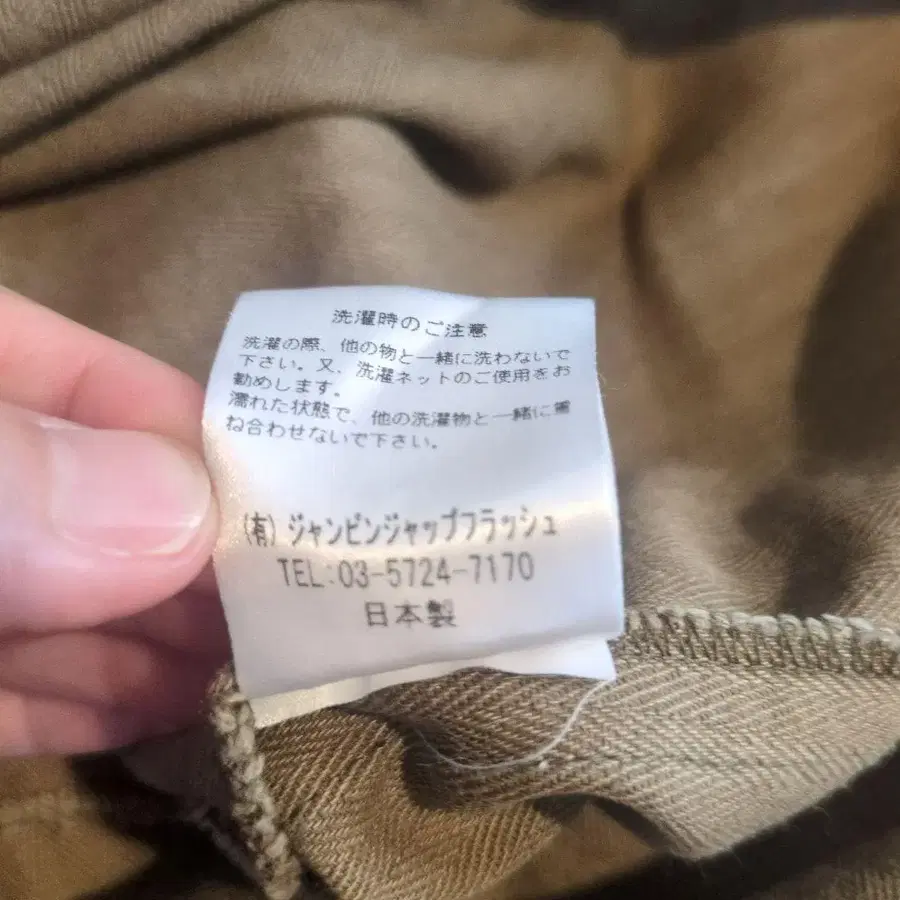 洗濯時のご注意
洗濯の際、他の物と一緒に洗わないで
下さい。又、洗濯ネットのご使用をお
勧めします。
濡れた状態で、他の洗濯物と一緒に重
ね合わせないで下さい。
(有)ジャンピンジャップフラッシュ
TEL:03-5724-7170
日本製